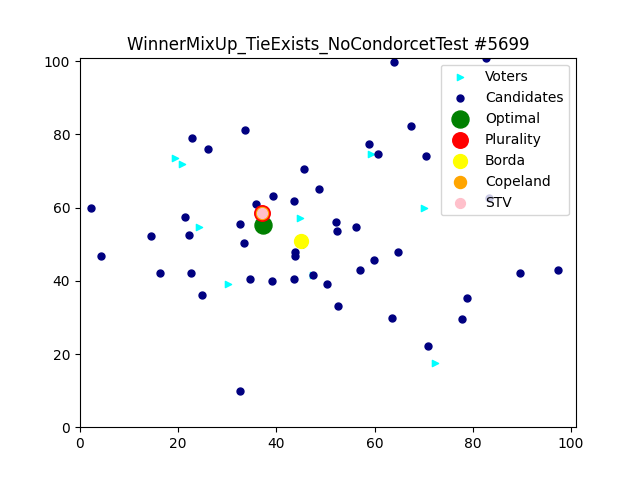 WinnerMixUp_TieExists_NoCondorcetTest #5699
100
80
60
40
20
0
0 20 40 60 80 100
Voters
Candidates
Optimal
Plurality
Borda
Copeland
STV